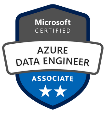 Microsoft
CERTIFIED
AZURE
DATA ENGINEER
ASSOCIATE